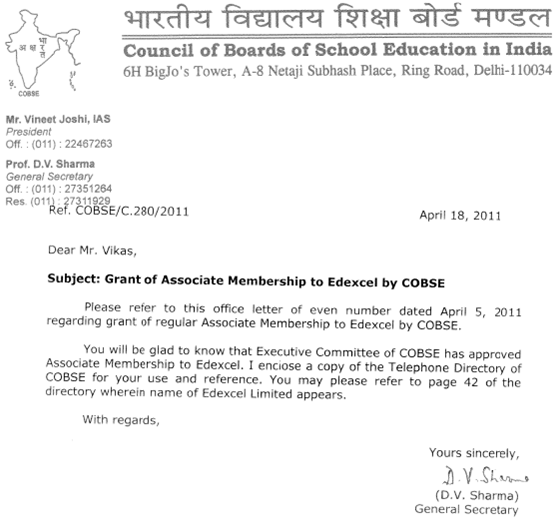 भारतीय विद्यालय शिक्षा बोर्ड मण्डल
Council of Boards of School Education in India
6H BigJo's Tower, A-8 Netaji Subhash Place, Ring Road, Delhi-110034
भा
अ क्ष र
त
COBSE
Mr. Vineet Joshi, IAS
President
Off. : (011) : 22467263
Prof. D.V. Sharma
General Secretary
Off. : (011) : 27351264
Res. (011) : 27311929
Ref. COBSE/C.280/2011
April 18, 2011
Dear Mr. Vikas,
Subject: Grant of Associate Membership to Edexcel by COBSE
Please refer to this office letter of even number dated April 5, 2011
regarding grant of regular Associate Membership to Edexcel by COBSE.
You will be glad to know that Executive Committee of COBSE has approved
Associate Membership to Edexcel. I enclose a copy of the Telephone Directory of
COBSE for your use and reference. You may please refer to page 42 of the
directory wherein name of Edexcel Limited appears.
With regards,
Yours sincerely,
D. V. Sharma
(D.V. Sharma)
General Secretary